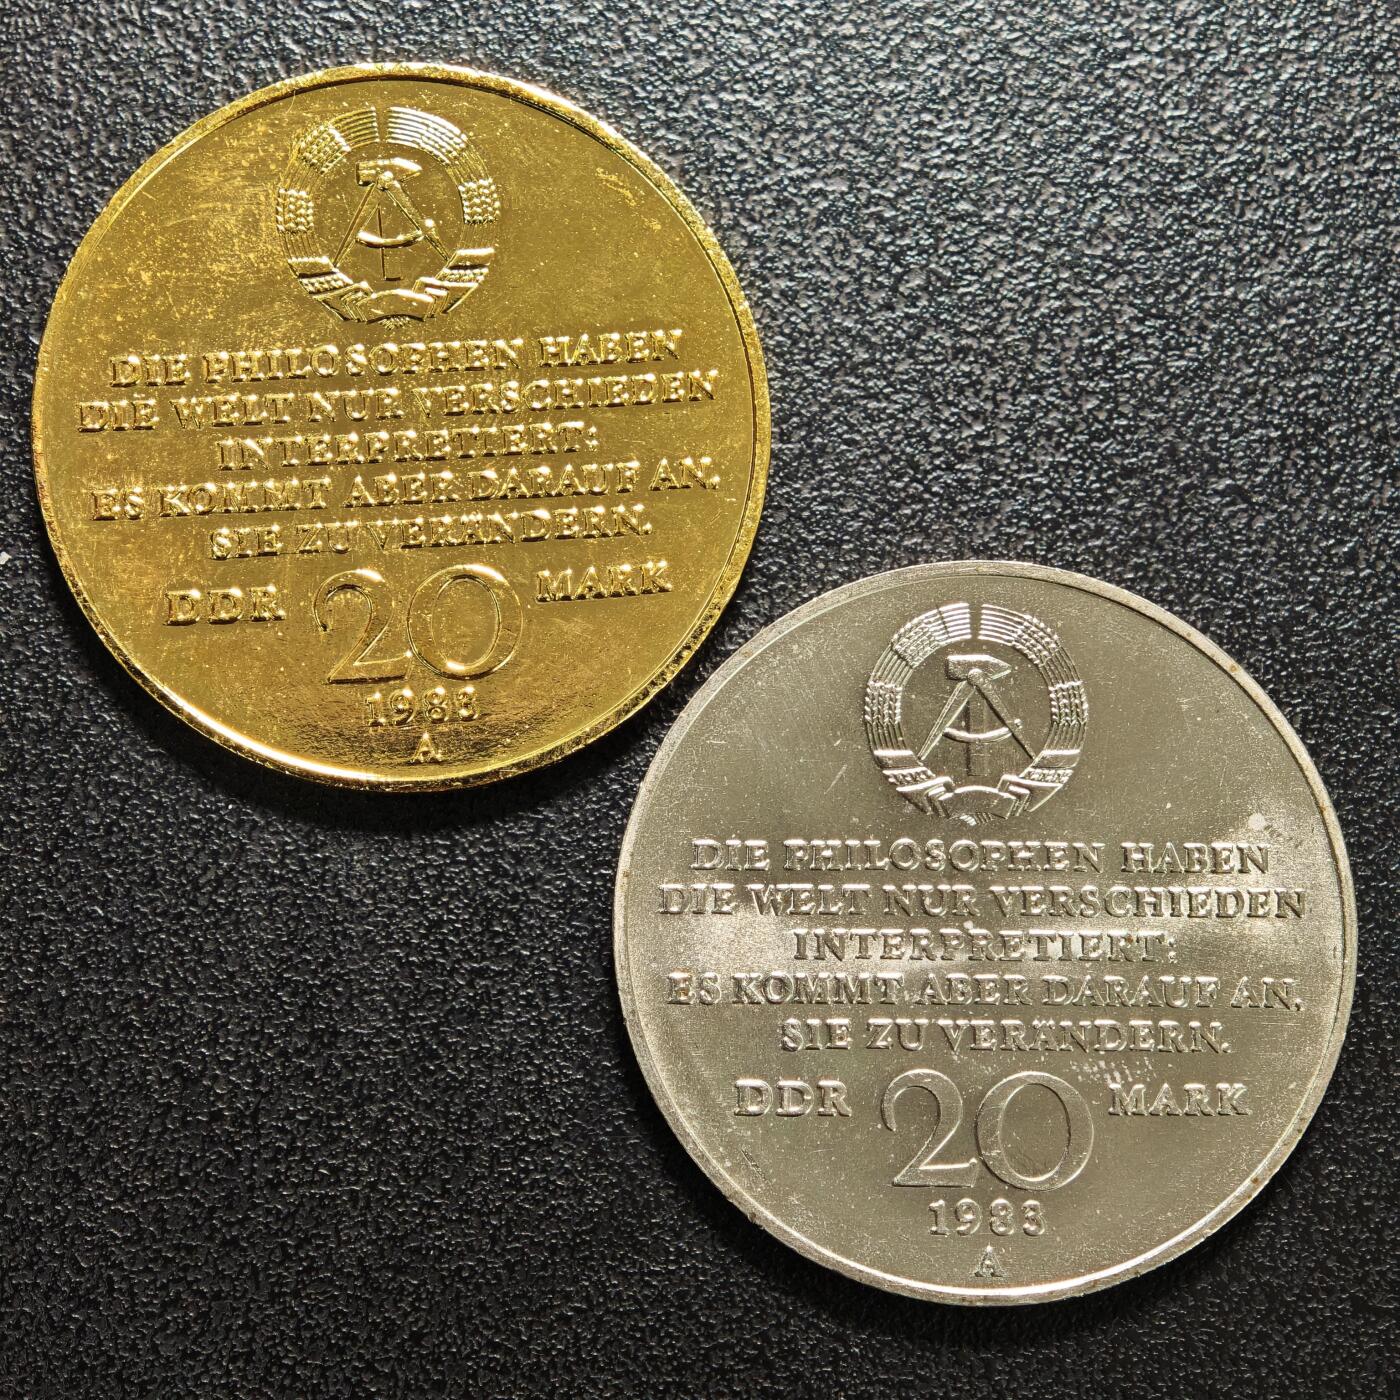 DIE PHILOSOPHEN HABEN
DIE WELT NUR VERSCHIEDEN
INTERPRETIERT:
ES KOMMT ABER DARAUF AN,
SIE ZU VERÄNDERN.
DDR 20 MARK
1983
A
DIE PHILOSOPHEN HABEN
DIE WELT NUR VERSCHIEDEN
INTERPRETIERT:
ES KOMMT ABER DARAUF AN,
SIE ZU VERÄNDERN.
DDR 20 MARK
1983
A